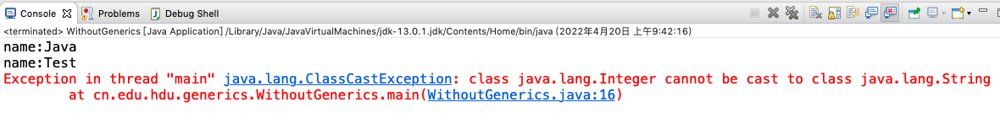 Console Problems Debug Shell
<terminated> WithoutGenerics [Java Application] /Library/Java/JavaVirtualMachines/jdk-13.0.1.jdk/Contents/Home/bin/java (2022年4月20日 上午9:42:16)
name:Java
name:Test
Exception in thread "main" java.lang.ClassCastException: class java.lang.Integer cannot be cast to class java.lang.String
at cn.edu.hdu.generics.WithoutGenerics.main(WithoutGenerics.java:16)